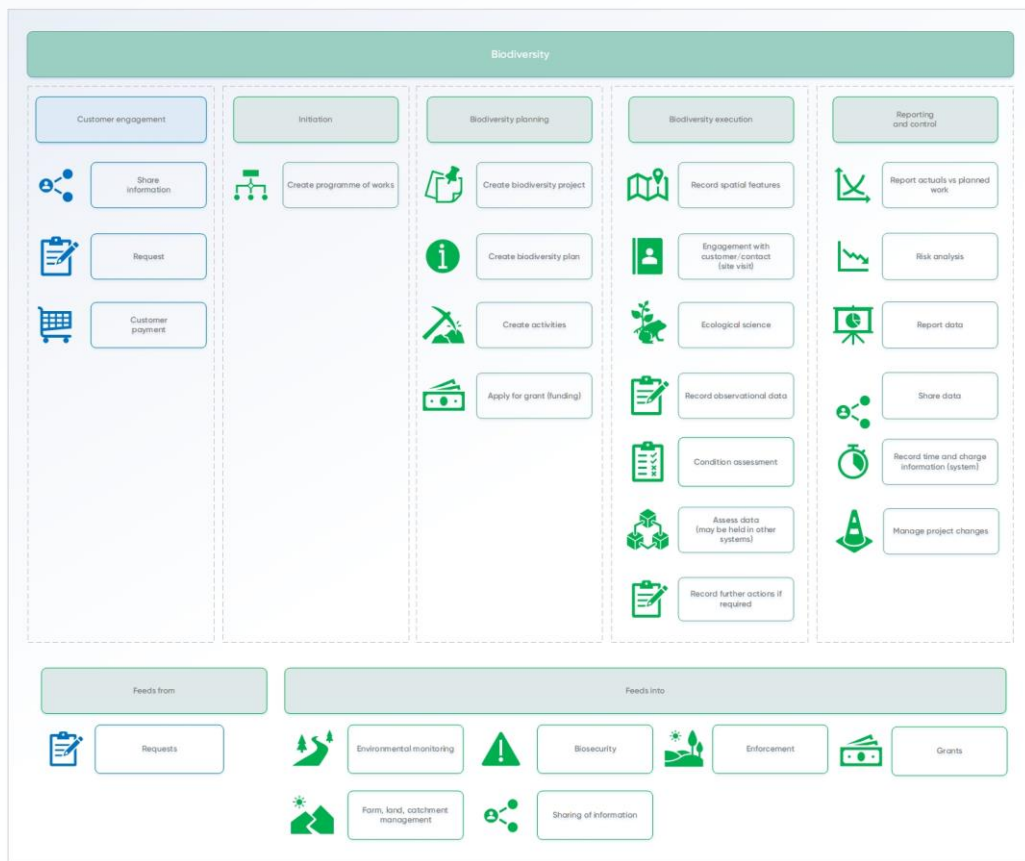 Biodiversity
Customer engagement
Share
information
Request
Customer
payment
Initiation
Create programme of works
Biodiversity planning
Create biodiversity project
Create biodiversity plan
Create activities
Apply for grant (funding)
Biodiversity execution
Record spatial features
Engagement with
customer/contact
(site visit)
Ecological science
Record observational data
Condition assessment
Assess data
(may be held in other
systems)
Record further actions if
required
Reporting
and control
Report actuals vs planned
work
Risk analysis
Report data
Share data
Record time and charge
information (system)
Manage project changes
Feeds from
Requests
Feeds into
Environmental monitoring
Biosecurity
Enforcement
Grants
Farm, land, catchment
management
Sharing of information